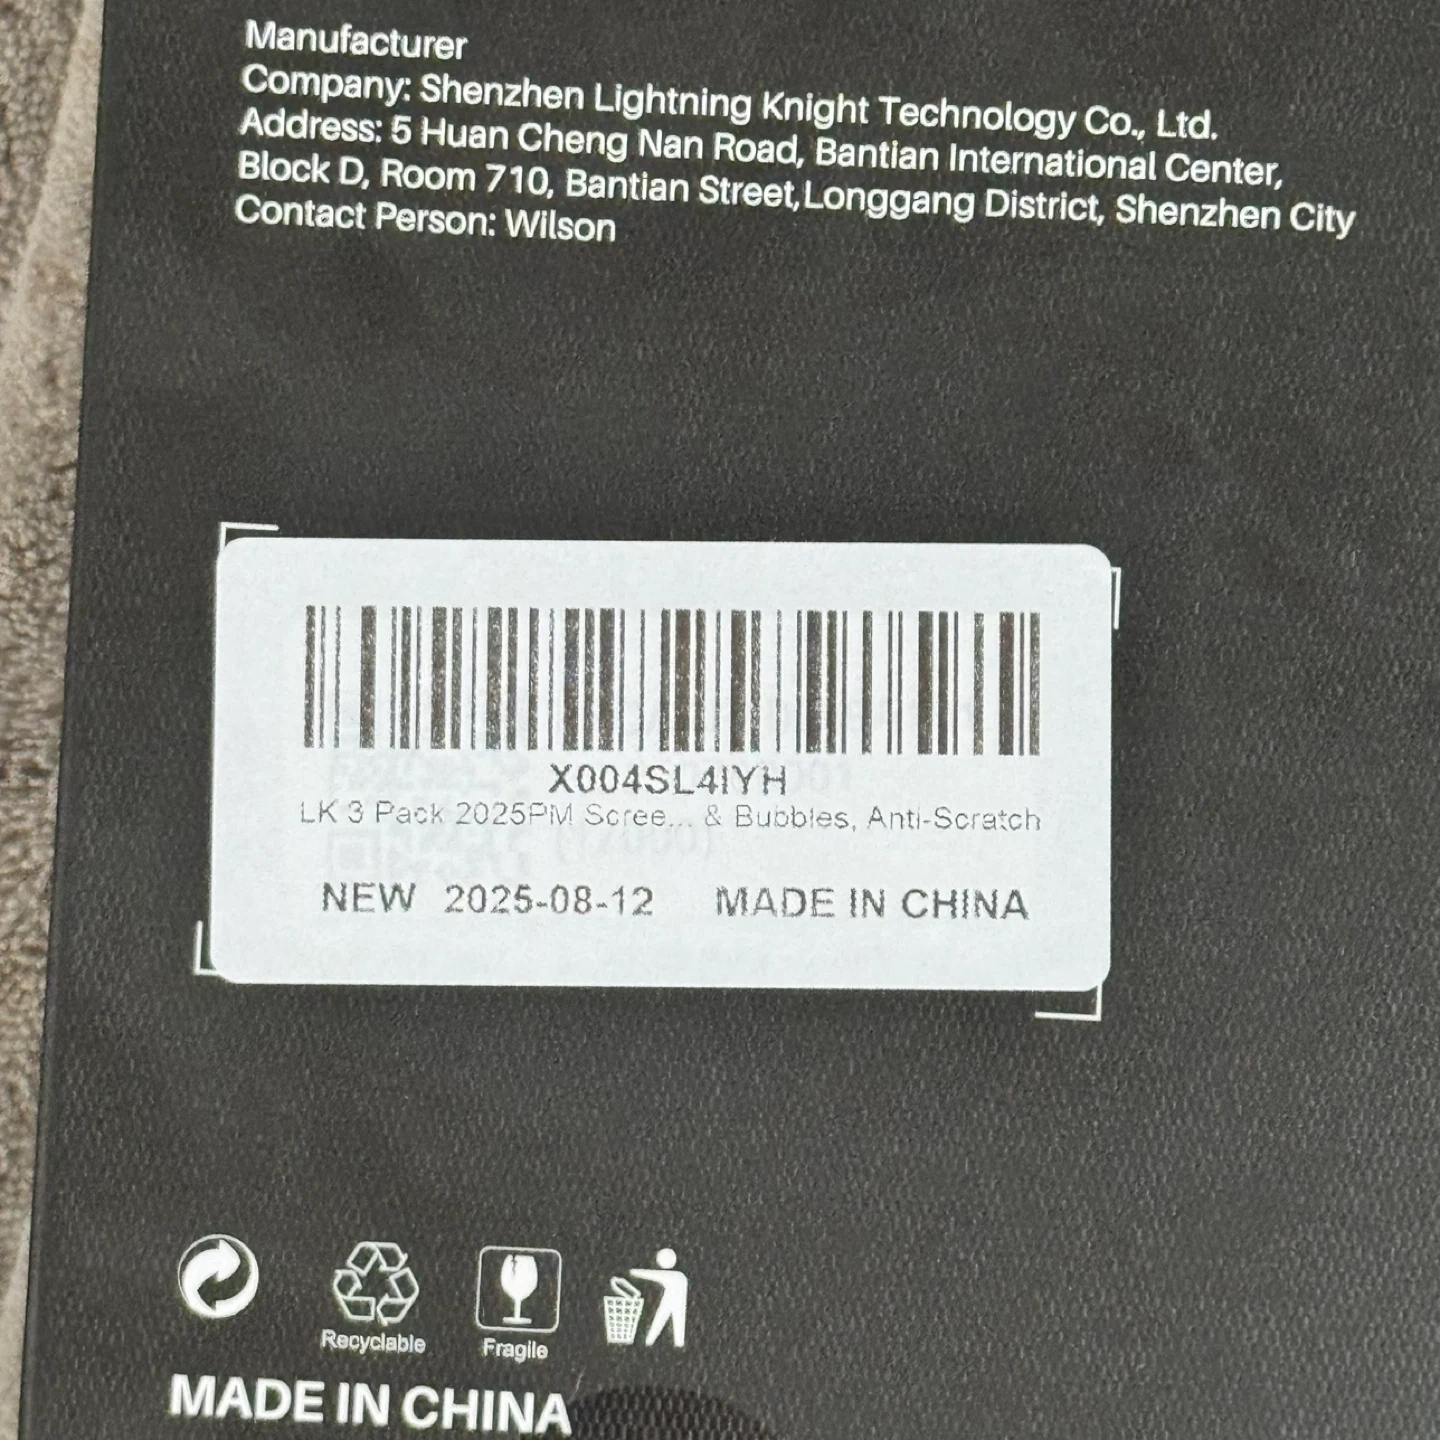 Manufacturer
Company: Shenzhen Lightning Knight Technology Co., Ltd.
Address: 5 Huan Cheng Nan Road, Bantian International Center,
Block D, Room 710, Bantian Street,Longgang District, Shenzhen City
Contact Person: Wilson
X004SL4IYH
LK 3 Pack 2025PM Scree... & Bubbles, Anti-Scratch
NEW 2025-08-12 MADE IN CHINA
Recyclable Fragile
MADE IN CHINA